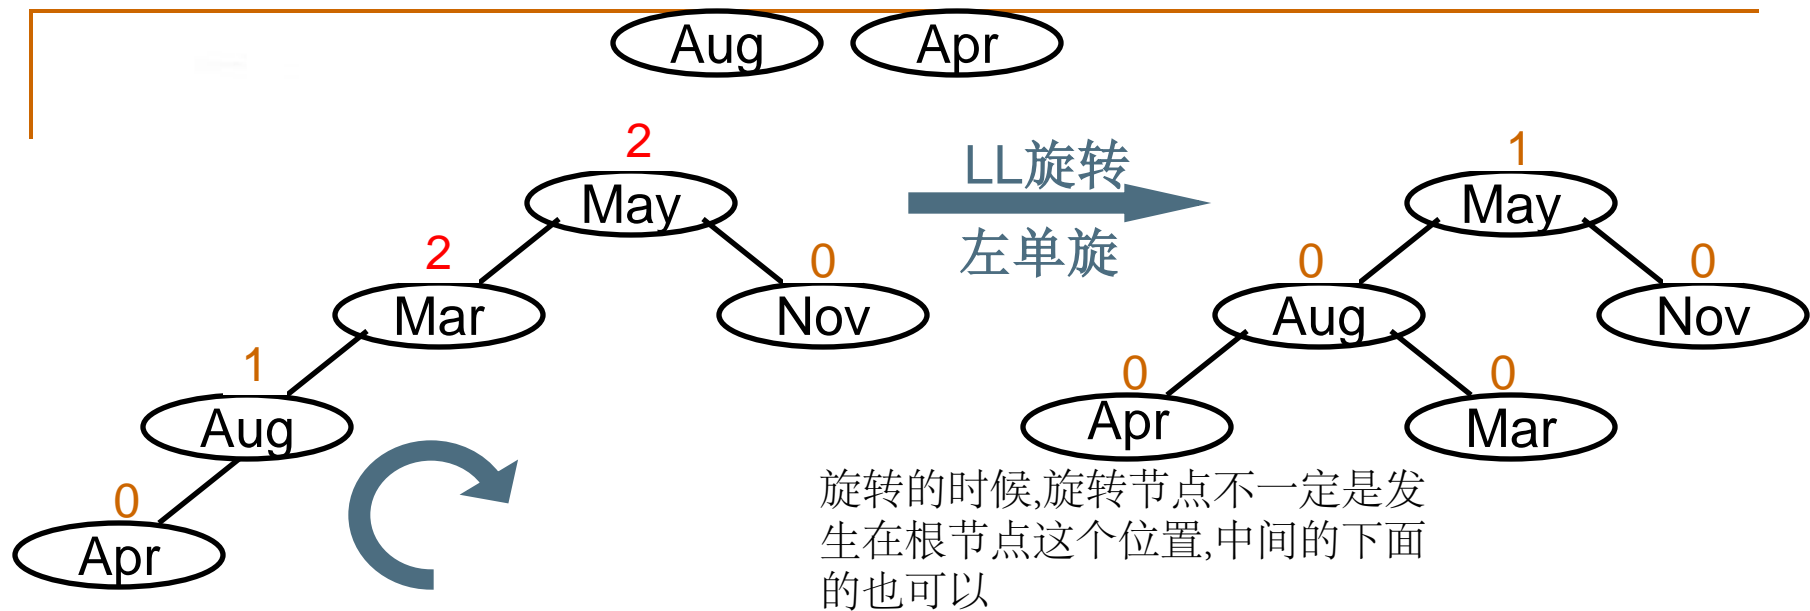 Aug Apr
2
May
LL旋转
1
May
2
Mar
0
Nov
左单旋
0
Aug
0
Nov
1
Aug
0
Apr
0
Mar
0
Apr
旋转的时候,旋转节点不一定是发
生在根节点这个位置,中间的下面
的也可以